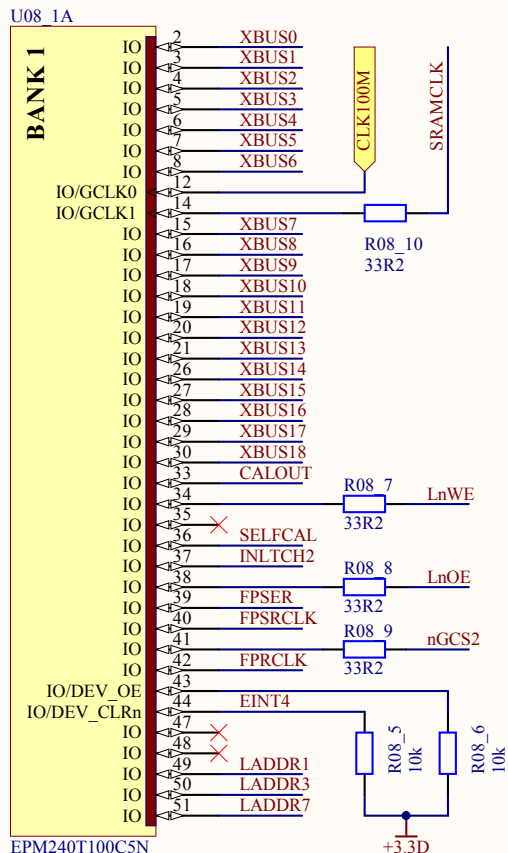 U08_1A
BANK 1
IO 2 XBUS0
IO 3 XBUS1
IO 4 XBUS2
IO 5 XBUS3
IO 6 XBUS4
IO 7 XBUS5
IO 8 XBUS6
IO/GCLK0 12
CLK100M
SRAMCLK
IO/GCLK1 14
R08_10
33R2
IO 15 XBUS7
IO 16 XBUS8
IO 17 XBUS9
IO 18 XBUS10
IO 19 XBUS11
IO 20 XBUS12
IO 21 XBUS13
IO 26 XBUS14
IO 27 XBUS15
IO 28 XBUS16
IO 29 XBUS17
IO 30 XBUS18
IO 33 CALOUT
IO 34 R08_7 LnWE
33R2
IO 35
IO 36 SELFCAL
IO 37 INLTCH2
IO 38 R08_8 LnOE
33R2
IO 39 FPSER
IO 40 FPSRCLK
IO 41 R08_9 nGCS2
33R2
IO 42 FPRCLK
IO/DEV_OE 43
IO/DEV_CLRn 44 EINT4
IO 47
IO 48
R08_5
10k
R08_6
10k
IO 49 LADDR1
IO 50 LADDR3
IO 51 LADDR7
EPM240T100C5N
+3.3D